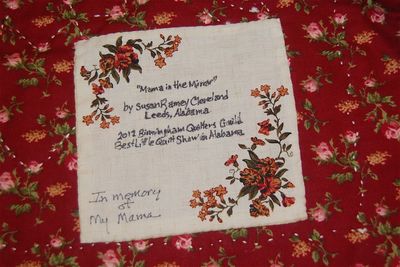 "Mama in the Mirror"
by Susan Ramey Cleveland
Leeds, Alabama
2012 Birmingham Quilters Guild
Best Little Quilt Show in Alabama
In memory
of
My Mama